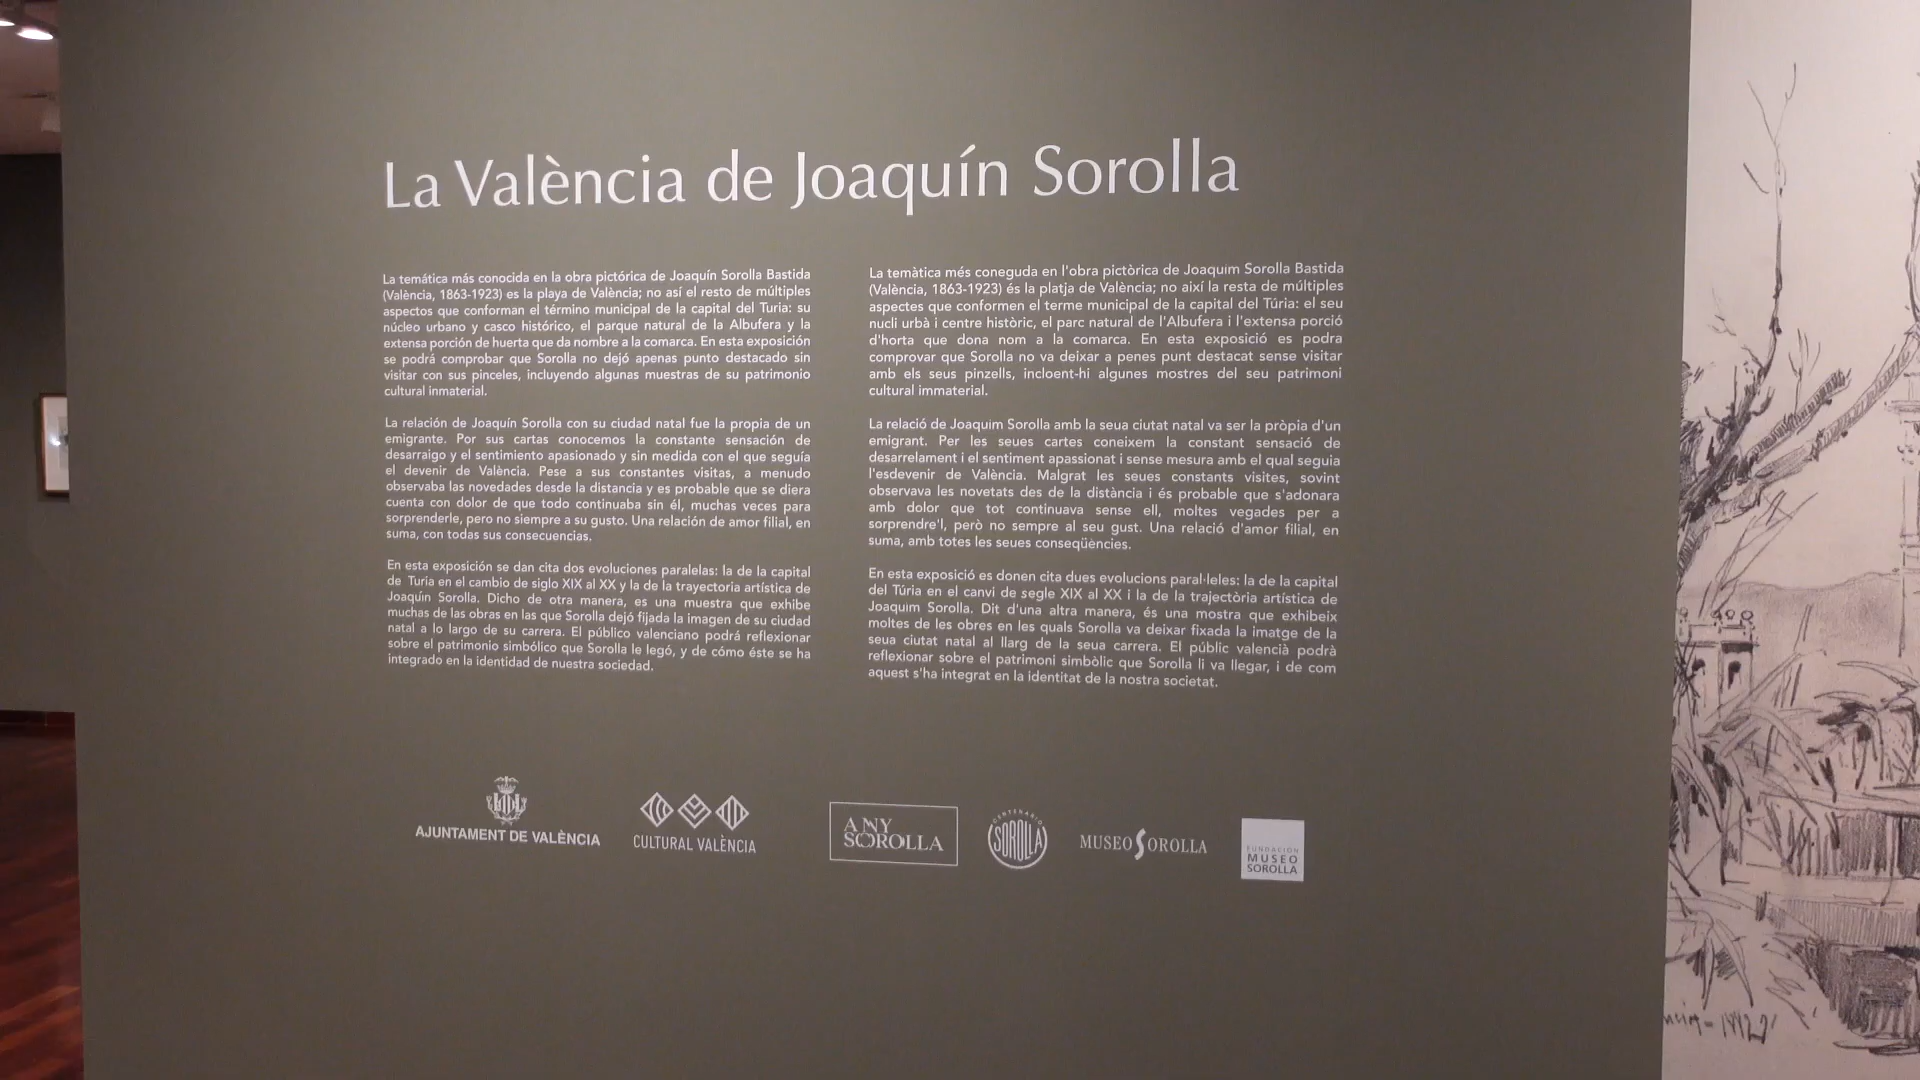 La València de Joaquín Sorolla
La temática más conocida en la obra pictórica de Joaquín Sorolla Bastida
(València, 1863-1923) es la playa de València; no así el resto de múltiples
aspectos que conforman el término municipal de la capital del Turia: su
núcleo urbano y casco histórico, el parque natural de la Albufera y la
extensa porción de huerta que da nombre a la comarca. En esta exposición
se podrá comprobar que Sorolla no dejó apenas punto destacado sin
visitar con sus pinceles, incluyendo algunas muestras de su patrimonio
cultural inmaterial.
La relación de Joaquín Sorolla con su ciudad natal fue la propia de un
emigrante. Por sus cartas conocemos la constante sensación de
desarraigo y el sentimiento apasionado y sin medida con el que seguía
el devenir de València. Pese a sus constantes visitas, a menudo
observaba las novedades desde la distancia y es probable que se diera
cuenta con dolor de que todo continuaba sin él, muchas veces para
sorprenderle, pero no siempre a su gusto. Una relación de amor filial, en
suma, con todas sus consecuencias.
En esta exposición se dan cita dos evoluciones paralelas: la de la capital
de Turia en el cambio de siglo XIX al XX y la de la trayectoria artística de
Joaquín Sorolla. Dicho de otra manera, es una muestra que exhibe
muchas de las obras en las que Sorolla dejó fijada la imagen de su ciudad
natal a lo largo de su carrera. El público valenciano podrá reflexionar
sobre el patrimonio simbólico que Sorolla le legó, y de cómo éste se ha
integrado en la identidad de nuestra sociedad.
La temàtica més coneguda en l'obra pictòrica de Joaquim Sorolla Bastida
(València, 1863-1923) és la platja de València; no així la resta de múltiples
aspectes que conformen el terme municipal de la capital del Túria: el seu
nucli urbà i centre històric, el parc natural de l'Albufera i l'extensa porció
d'horta que dona nom a la comarca. En esta exposició es podra
comprovar que Sorolla no va deixar a penes punt destacat sense visitar
amb els seus pinzells, incloent-hi algunes mostres del seu patrimoni
cultural immaterial.
La relació de Joaquim Sorolla amb la seua ciutat natal va ser la pròpia d'un
emigrant. Per les seues cartes coneixem la constant sensació de
desarrelament i el sentiment apassionat i sense mesura amb el qual seguia
l'esdevenir de València. Malgrat les seues constants visites, sovint
observava les novetats des de la distància i és probable que s'adonara
amb dolor que tot continuava sense ell, moltes vegades per a
sorprendre'l, però no sempre al seu gust. Una relació d'amor filial, en
suma, amb totes les seues conseqüències.
En esta exposició es donen cita dues evolucions paral·leles: la de la capital
del Túria en el canvi de segle XIX al XX i la de la trajectòria artística de
Joaquim Sorolla. Dit d'una altra manera, és una mostra que exhibeix
moltes de les obres en les quals Sorolla va deixar fixada la imatge de la
seua ciutat natal al llarg de la seua carrera. El públic valencià podrà
reflexionar sobre el patrimoni simbòlic que Sorolla li va llegar, i de com
aquest s'ha integrat en la identitat de la nostra societat.
AJUNTAMENT DE VALÈNCIA
CULTURAL VALÈNCIA
ANY
SOROLLA
CENTENARIO
SOROLLA
MUSEO SOROLLA
FUNDACIÓN
MUSEO
SOROLLA